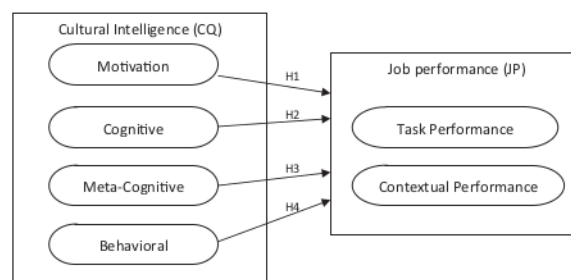 Cultural Intelligence (CQ)
Motivation
Cognitive
Meta-Cognitive
Behavioral
H1
H2
H3
H4
Job performance (JP)
Task Performance
Contextual Performance